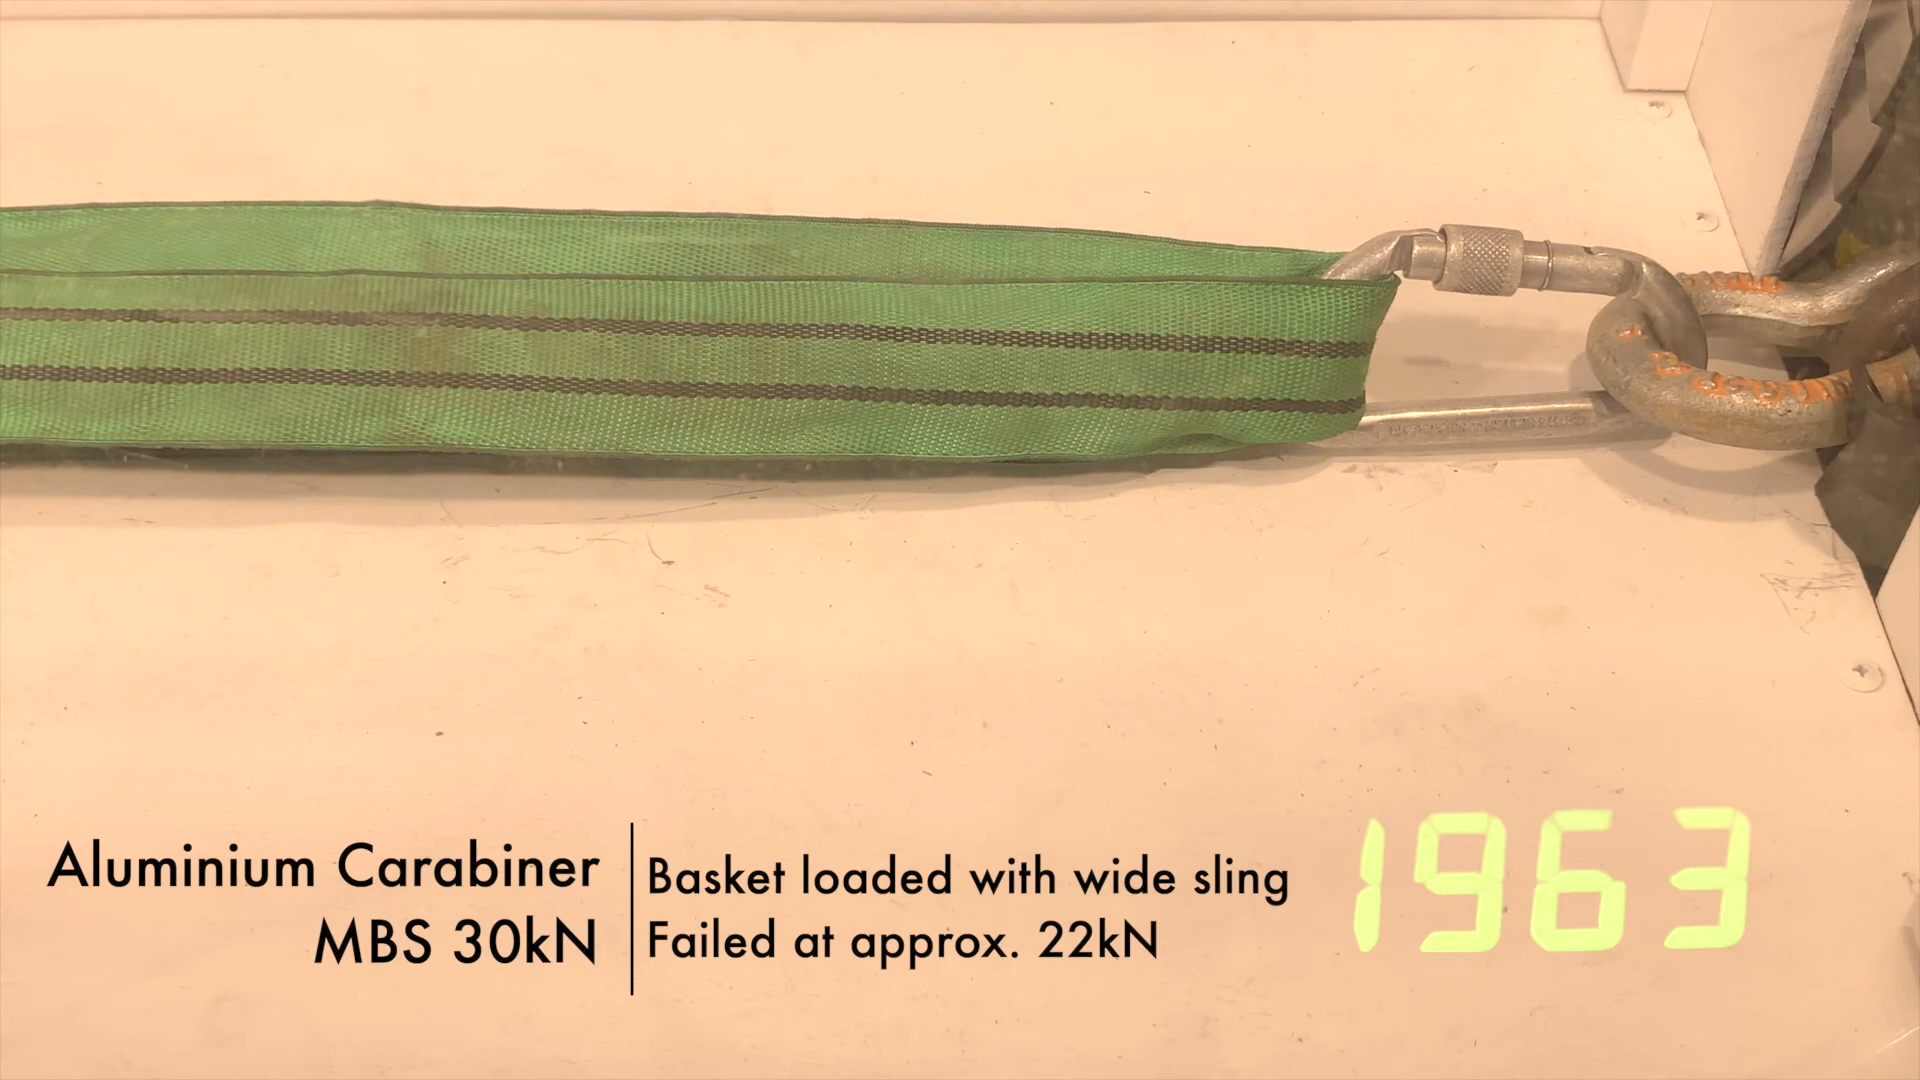 Aluminium Carabiner
MBS 30kN
Basket loaded with wide sling
Failed at approx. 22kN
1963